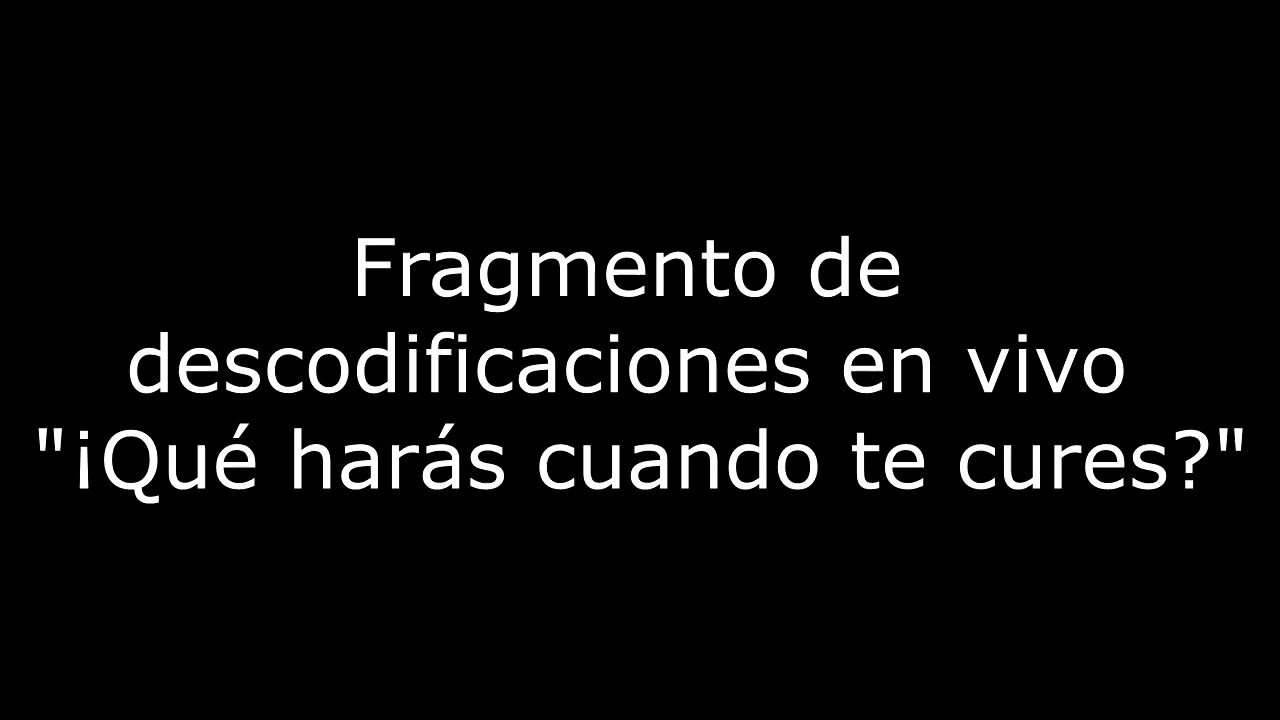 Fragmento de
descodificaciones en vivo
"¡Qué harás cuando te cures?"